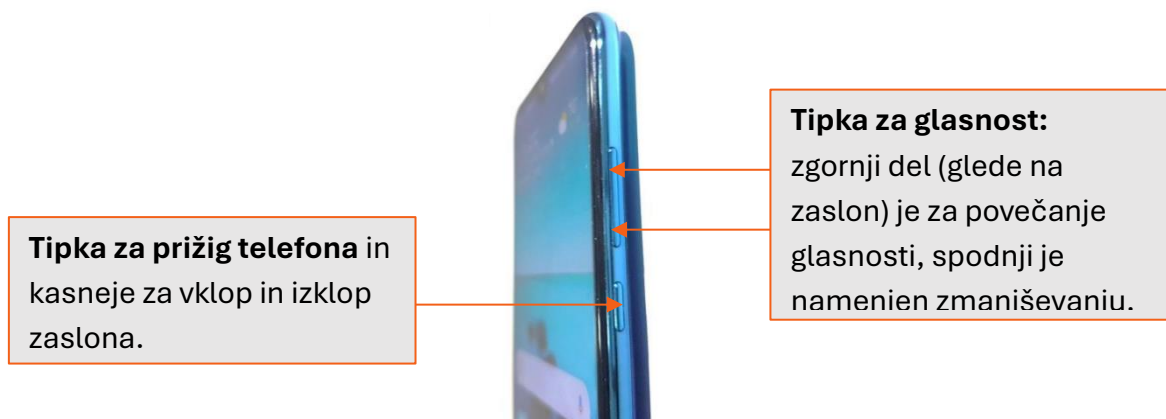 Tipka za glasnost:
zgornji del (glede na
zaslon) je za povečanje
glasnosti, spodnji je
namenjen zmanjševanju.
Tipka za prižig telefona in
kasneje za vklop in izklop
zaslona.